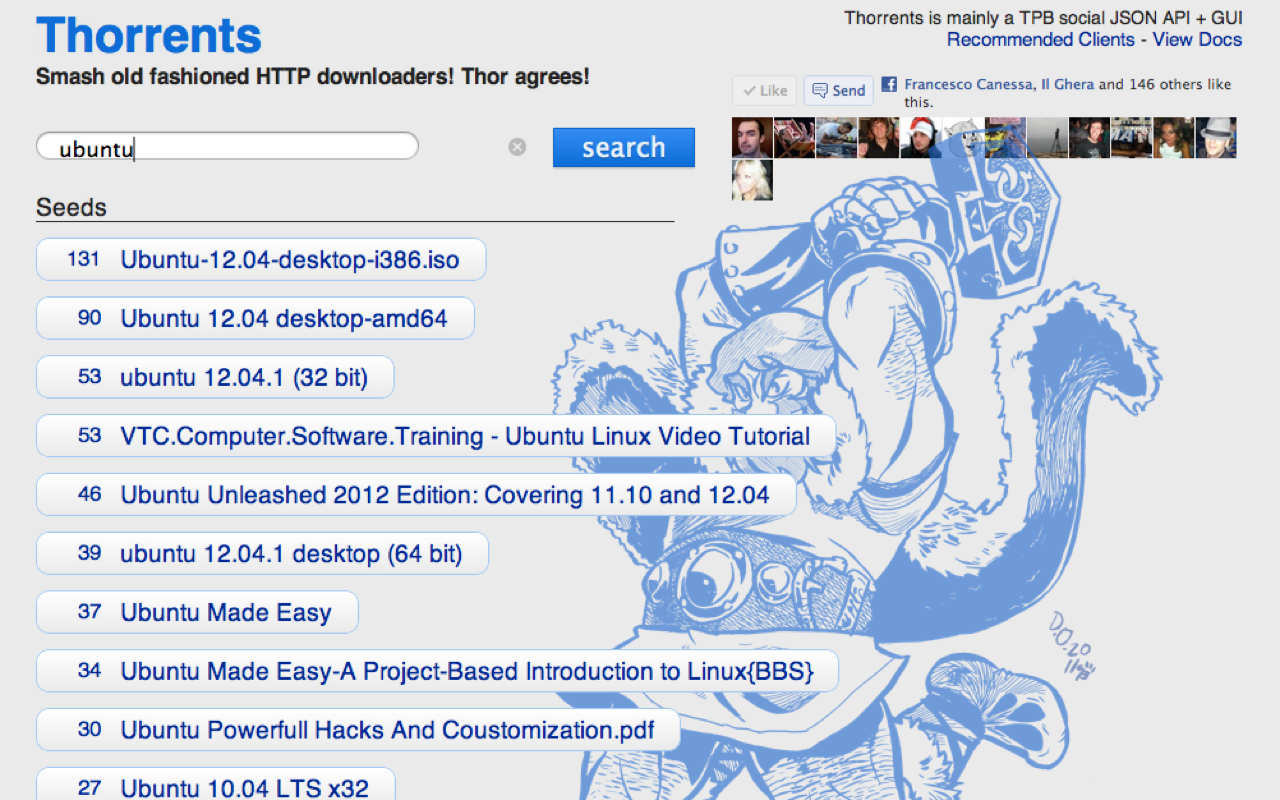 Thorrents
Smash old fashioned HTTP downloaders! Thor agrees!
Thorrents is mainly a TPB social JSON API + GUI
Recommended Clients - View Docs
Like
Send
Francesco Canessa, Il Ghera and 146 others like
this.
ubuntu
search
Seeds
131 Ubuntu-12.04-desktop-i386.iso
90 Ubuntu 12.04 desktop-amd64
53 ubuntu 12.04.1 (32 bit)
53 VTC.Computer.Software.Training - Ubuntu Linux Video Tutorial
46 Ubuntu Unleashed 2012 Edition: Covering 11.10 and 12.04
39 ubuntu 12.04.1 desktop (64 bit)
37 Ubuntu Made Easy
34 Ubuntu Made Easy-A Project-Based Introduction to Linux{BBS}
30 Ubuntu Powerfull Hacks And Coustomization.pdf
27 Ubuntu 10.04 LTS x32
D.O.20